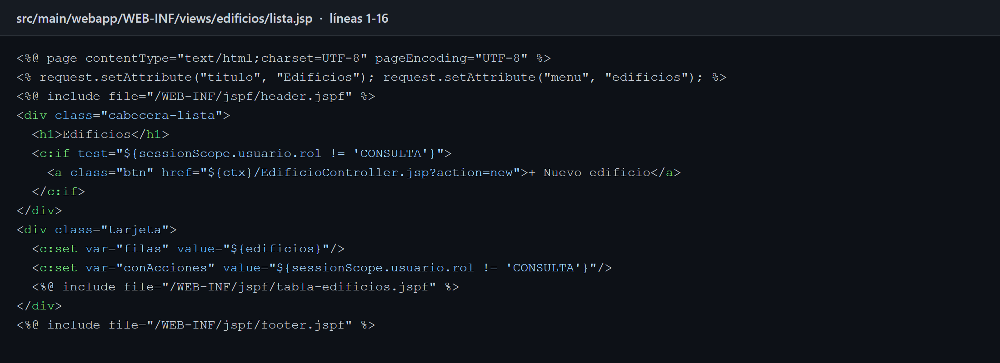 src/main/webapp/WEB-INF/views/edificios/lista.jsp · líneas 1-16
<%@ page contentType="text/html;charset=UTF-8" pageEncoding="UTF-8" %>
<% request.setAttribute("titulo", "Edificios"); request.setAttribute("menu", "edificios"); %>
<%@ include file="/WEB-INF/jspf/header.jspf" %>
<div class="cabecera-lista">
  <h1>Edificios</h1>
  <c:if test="${sessionScope.usuario.rol != 'CONSULTA'}">
    <a class="btn" href="${ctx}/EdificioController.jsp?action=new">+ Nuevo edificio</a>
  </c:if>
</div>
<div class="tarjeta">
  <c:set var="filas" value="${edificios}"/>
  <c:set var="conAcciones" value="${sessionScope.usuario.rol != 'CONSULTA'}"/>
  <%@ include file="/WEB-INF/jspf/tabla-edificios.jspf" %>
</div>
<%@ include file="/WEB-INF/jspf/footer.jspf" %>